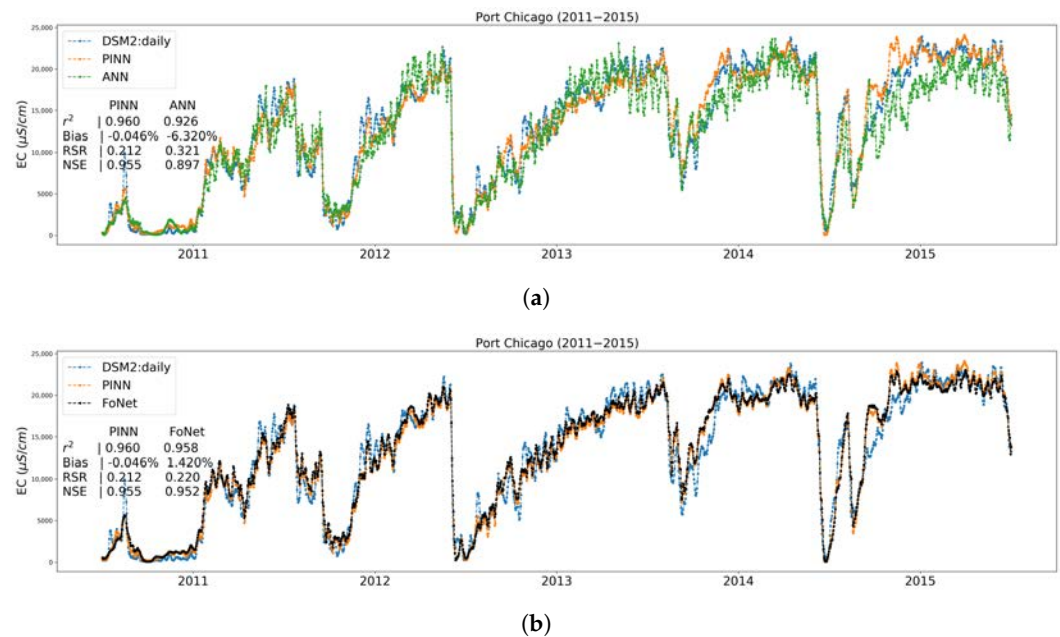 Port Chicago (2011−2015)
25,000
20,000
15,000
10,000
5000
0
EC (μS/cm)
DSM2:daily
PINN
ANN
PINN ANN
r² | 0.960 0.926
Bias | -0.046% -6.320%
RSR | 0.212 0.321
NSE | 0.955 0.897
2011 2012 2013 2014 2015
(a)
Port Chicago (2011−2015)
25,000
20,000
15,000
10,000
5000
0
EC (μS/cm)
DSM2:daily
PINN
FoNet
PINN FoNet
r² | 0.960 0.958
Bias | -0.046% 1.420%
RSR | 0.212 0.220
NSE | 0.955 0.952
2011 2012 2013 2014 2015
(b)